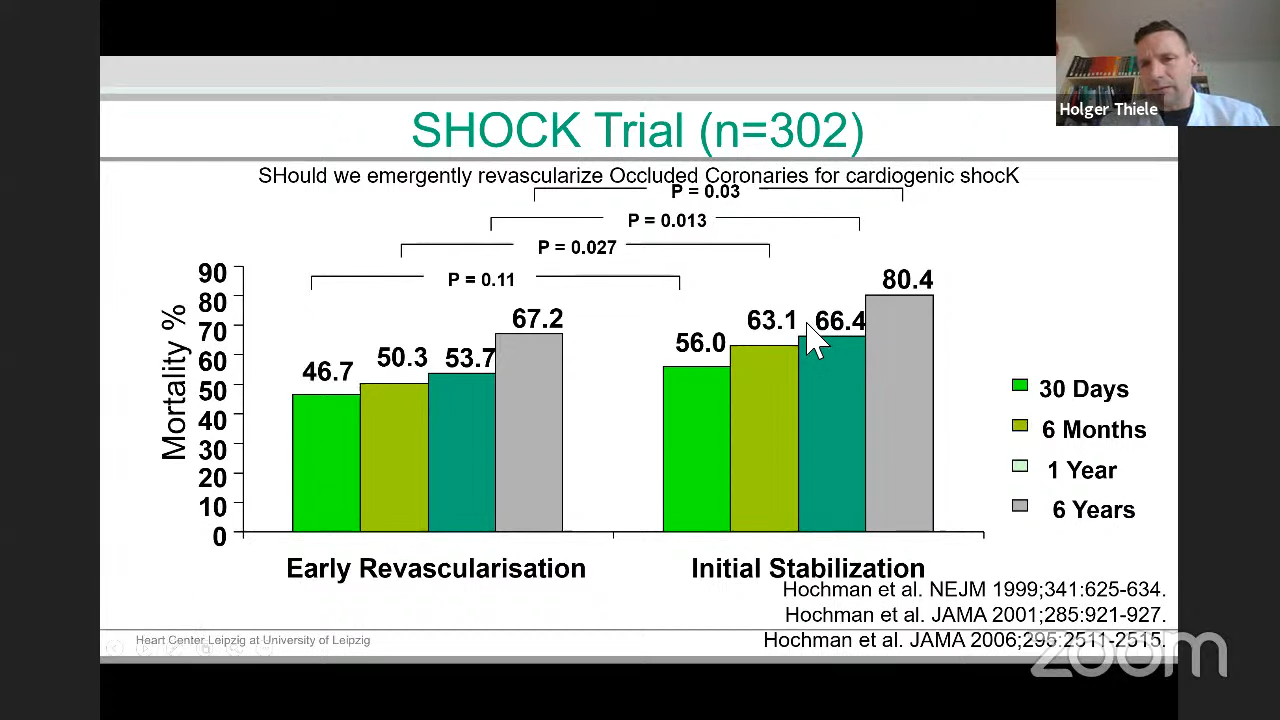 Holger Thiele
SHOCK Trial (n=302)
SHould we emergently revascularize Occluded Coronaries for cardiogenic shocK
P = 0.03
P = 0.013
P = 0.027
P = 0.11
Mortality %
90
80
70
60
50
40
30
20
10
0
46.7
50.3
53.7
67.2
56.0
63.1
66.4
80.4
30 Days
6 Months
1 Year
6 Years
Early Revascularisation
Initial Stabilization
Hochman et al. NEJM 1999;341:625-634.
Hochman et al. JAMA 2001;285:921-927.
Hochman et al. JAMA 2006;295:2511-2515.
Heart Center Leipzig at University of Leipzig
zoom